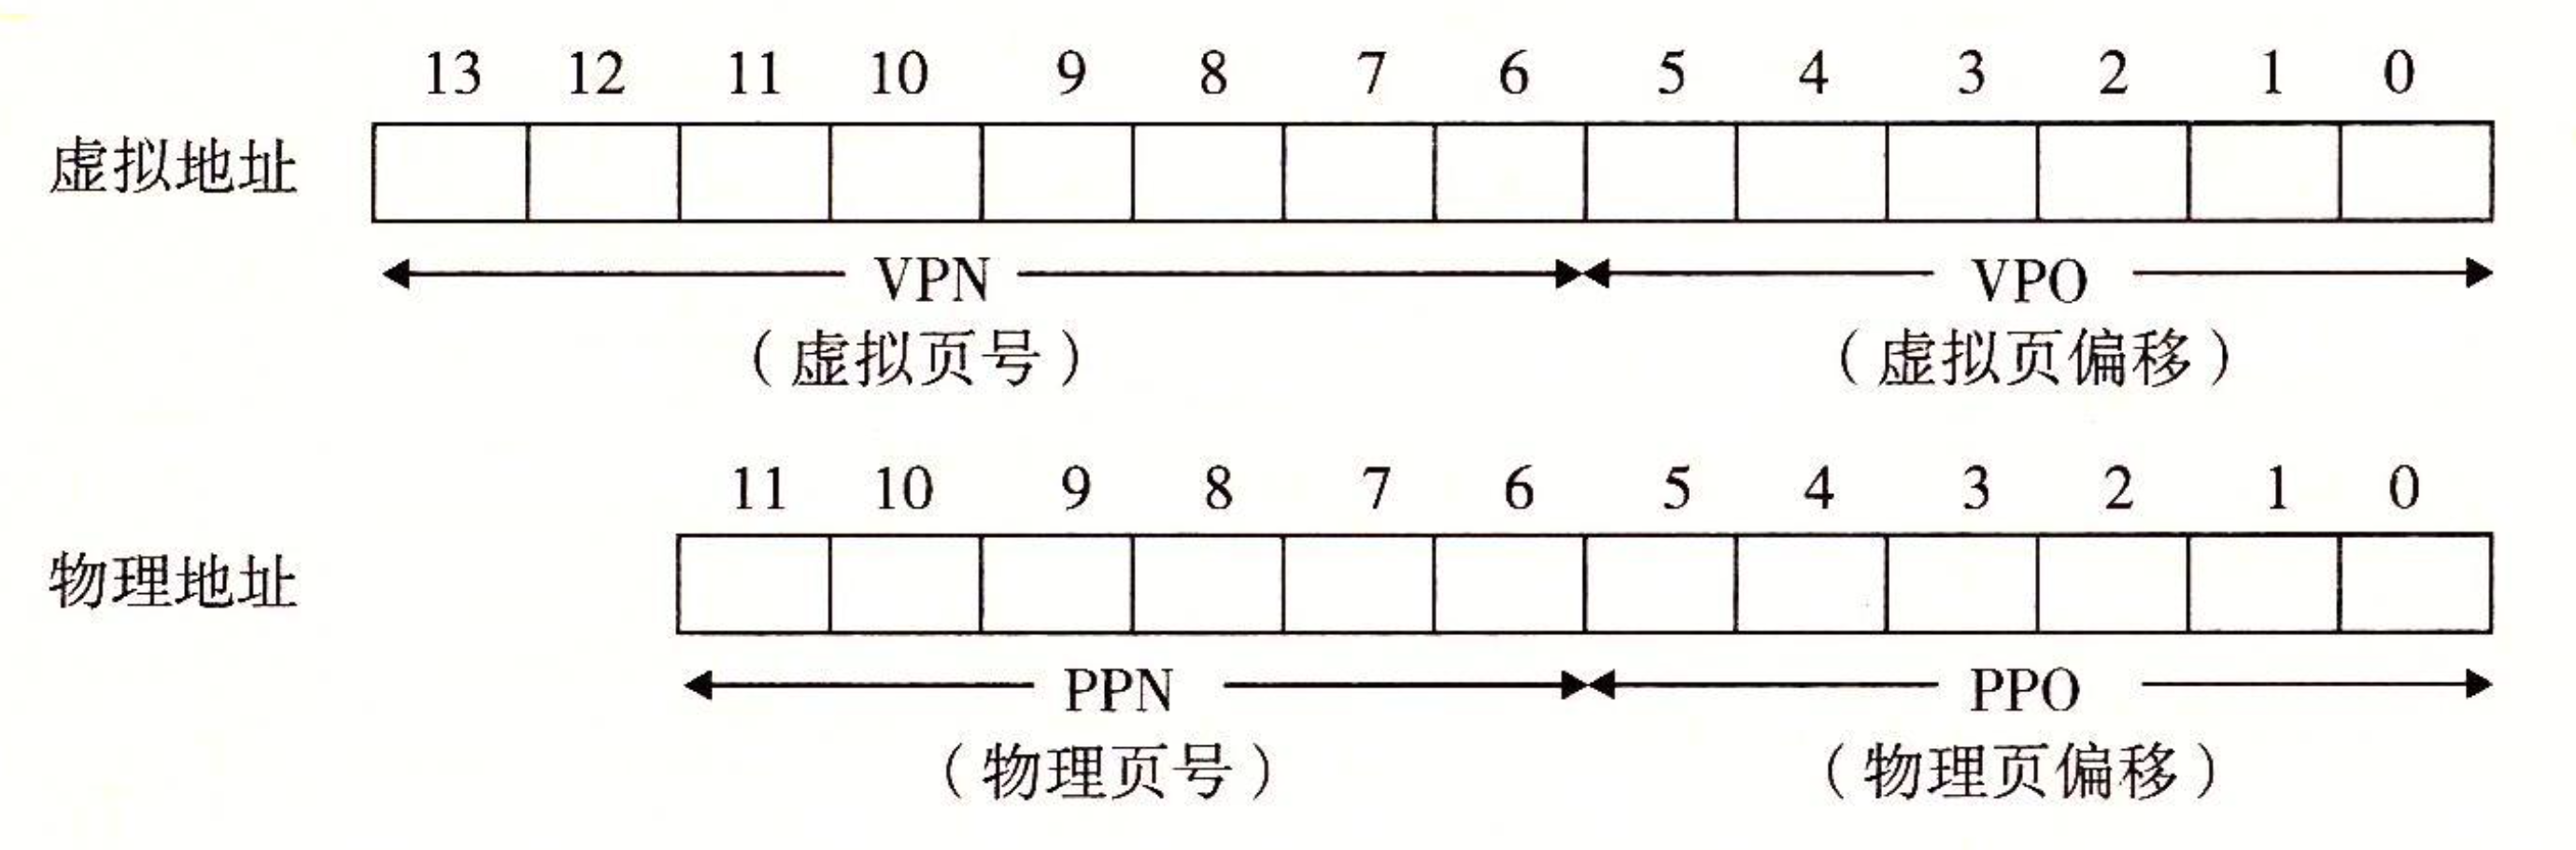 13 12 11 10 9 8 7 6 5 4 3 2 1 0
虚拟地址
VPN VPO
（虚拟页号） （虚拟页偏移）
11 10 9 8 7 6 5 4 3 2 1 0
物理地址
PPN PPO
（物理页号） （物理页偏移）